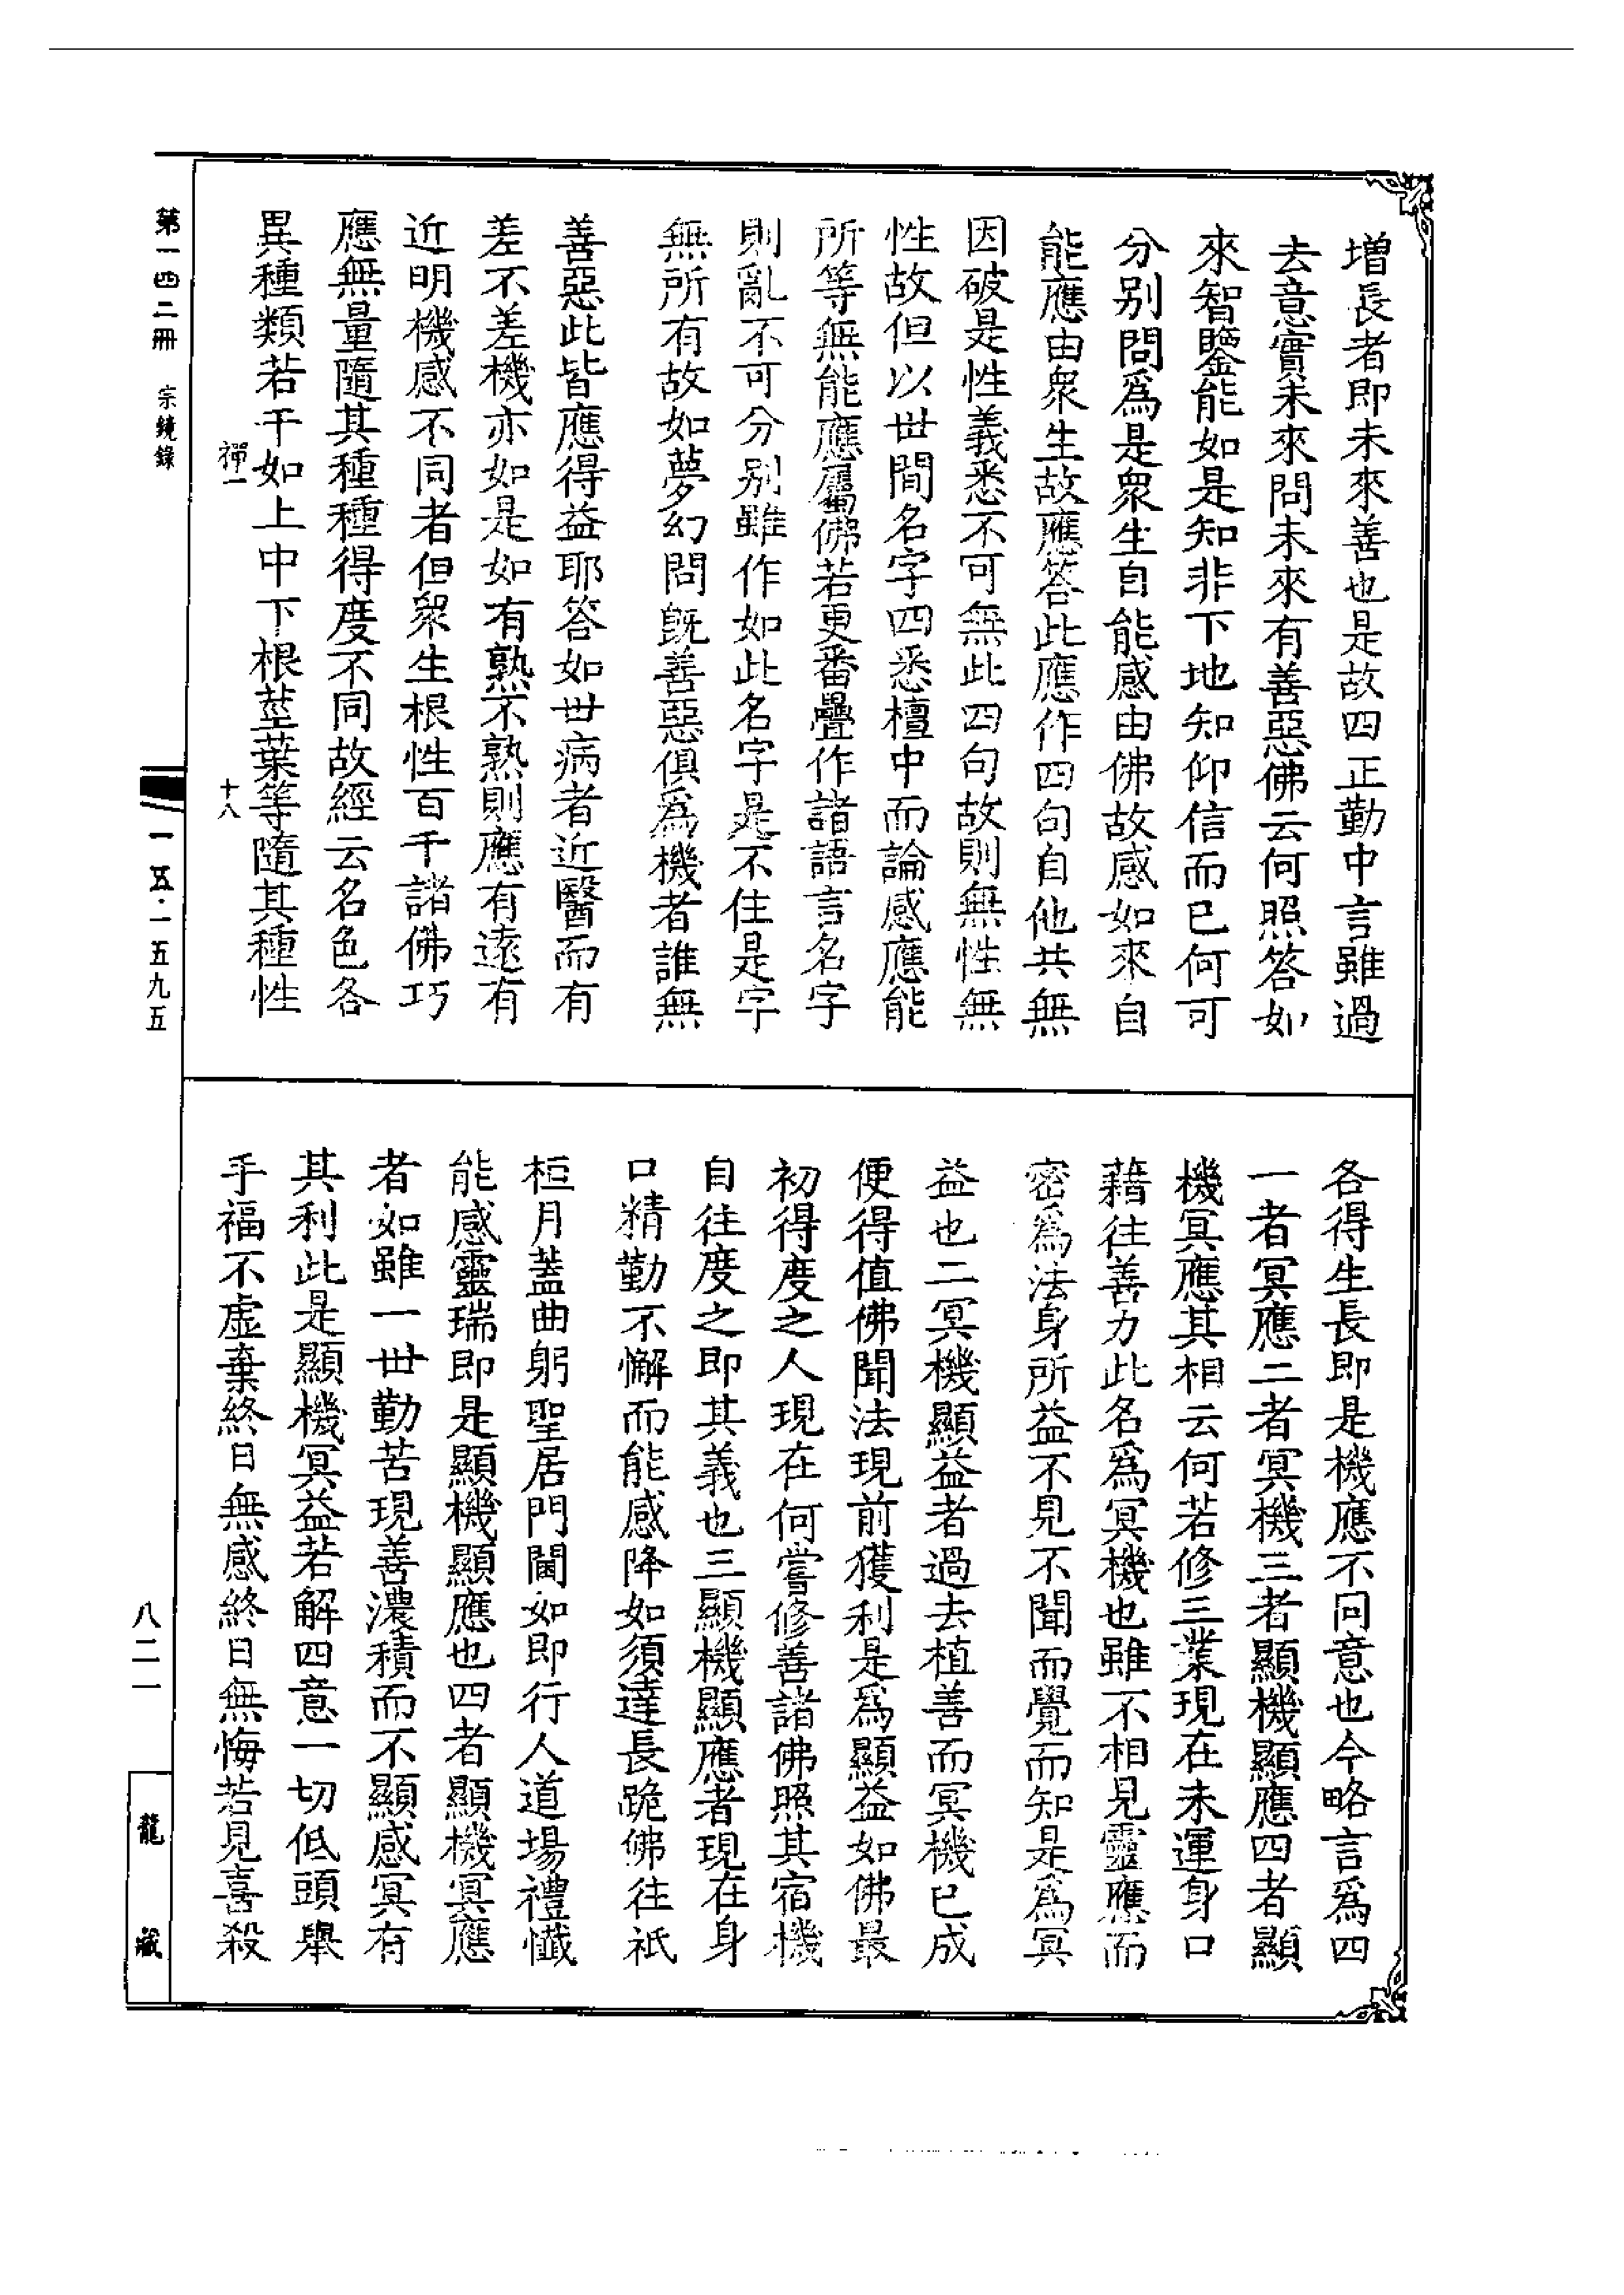 增長者即未來善也是故四正勤中言雖過
去意實未來問未來有善惡佛云何照答如
來智鑒能如是知非下地知仰信而已何可
分别問爲是衆生自能感由佛故感如來自
能應由衆生故應答此應作四句自他共無
因破是性義悉不可無此四句故則無性無
性故但以世間名字四悉檀中而論感應能
所等無能應屬佛若更番疊作諸語言名字
則亂不可分别雖作如此名字是不住是字
無所有故如夢幻問既善惡俱爲機者誰無
善惡此皆應得益耶答如世病者近醫而有
差不差機亦如是如有熟不熟則應有遠有
近明機感不同者但衆生根性百千諸佛巧
應無量隨其種種得度不同故經云名色各
異種類若干如上中下根莖葉等隨其種性
禪一 十八
各得生長即是機應不同意也今略言爲四
一者冥應二者冥機三者顯機顯應四者顯
機冥應其相云何若修三業現在未運身口
藉往善力此名爲冥機也雖不相見靈應而
密爲法身所益不見不聞而覺而知是爲冥
益也二冥機顯益者過去植善而冥機已成
便得值佛聞法現前獲利是爲顯益如佛最
初得度之人現在何嘗修善諸佛照其宿機
自往度之即其義也三顯機顯應者現在身
口精勤不懈而能感降如須達長跪佛往祇
桓月蓋曲躬聖居門閫如即行人道場禮懺
能感靈瑞即是顯機顯應也四者顯機冥應
者如雖一世勤苦現善濃積而不顯感冥有
其利此是顯機冥益若解四意一切低頭舉
手福不虛棄終日無感終日無悔若見喜殺
第一四二冊 宗鏡錄
一五·一五九五
八二一
龍藏